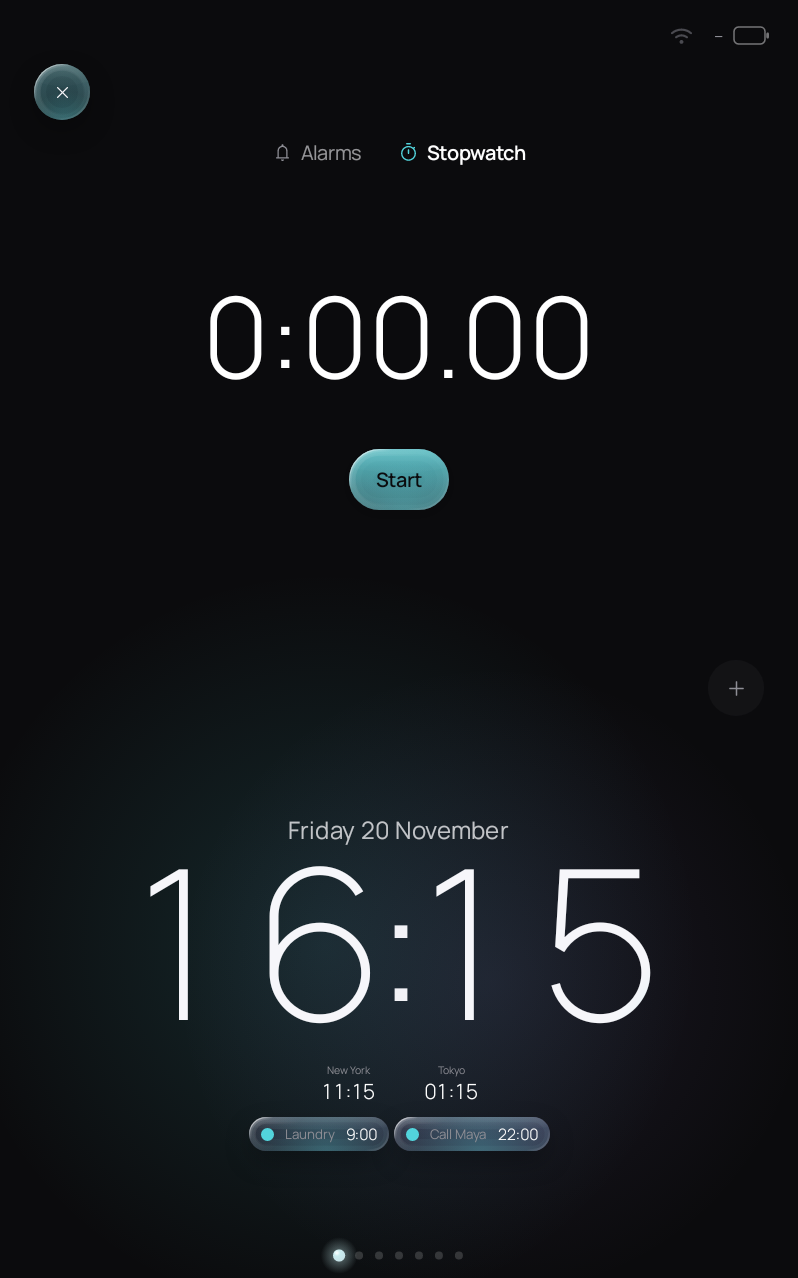 Alarms Stopwatch
0:00.00
Start
Friday 20 November
16:15
New York Tokyo
11:15 01:15
Laundry 9:00 Call Maya 22:00